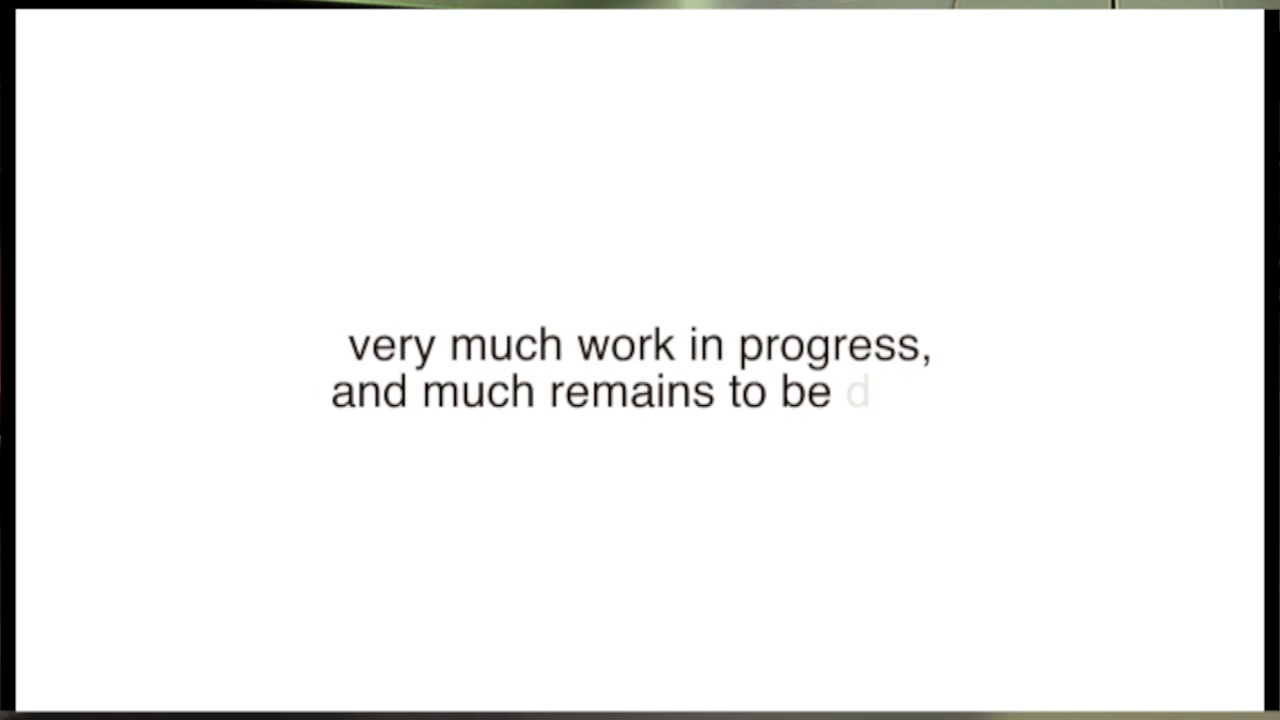 very much work in progress,
and much remains to be d